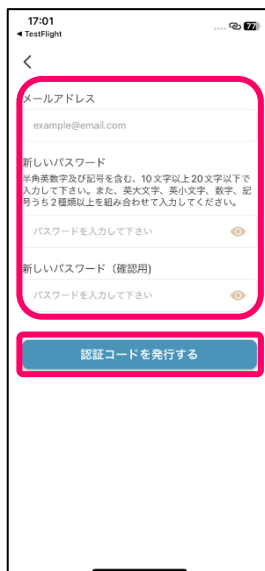 17:01
77
◀ TestFlight
メールアドレス
example@email.com
新しいパスワード
半角英数字及び記号を含む、10文字以上20文字以下で
入力して下さい。また、英大文字、英小文字、数字、記
号うち2種類以上を組み合わせて入力してください。
パスワードを入力して下さい
新しいパスワード（確認用)
パスワードを入力して下さい
認証コードを発行する